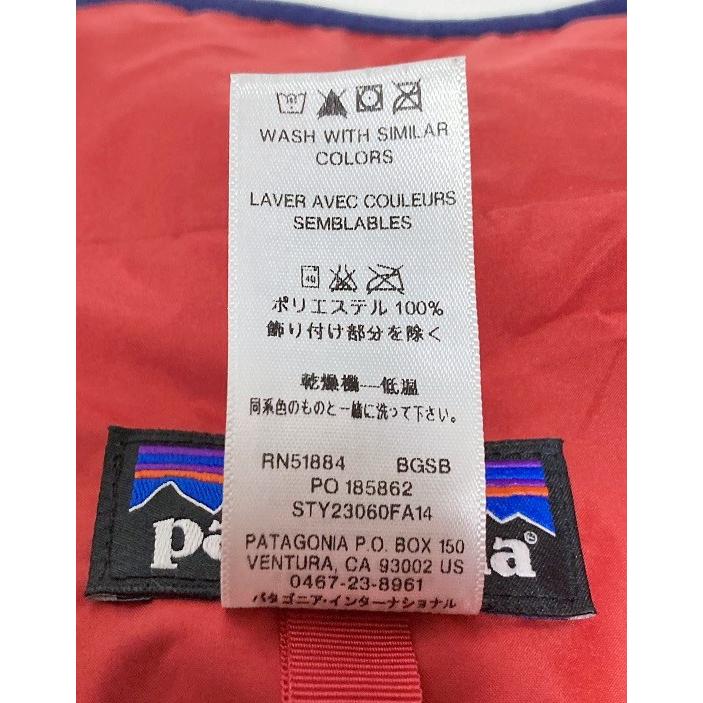 WASH WITH SIMILAR
COLORS
LAVER AVEC COULEURS
SEMBLABLES
40
ポリエステル 100%
飾り付け部分を除く
乾燥機—低温
同系色のものと一緒に洗って下さい。
RN51884 BGSB
PO 185862
STY23060FA14
PATAGONIA P.O. BOX 150
VENTURA, CA 93002 US
0467-23-8961
パタゴニア・インターナショナル
pa a®